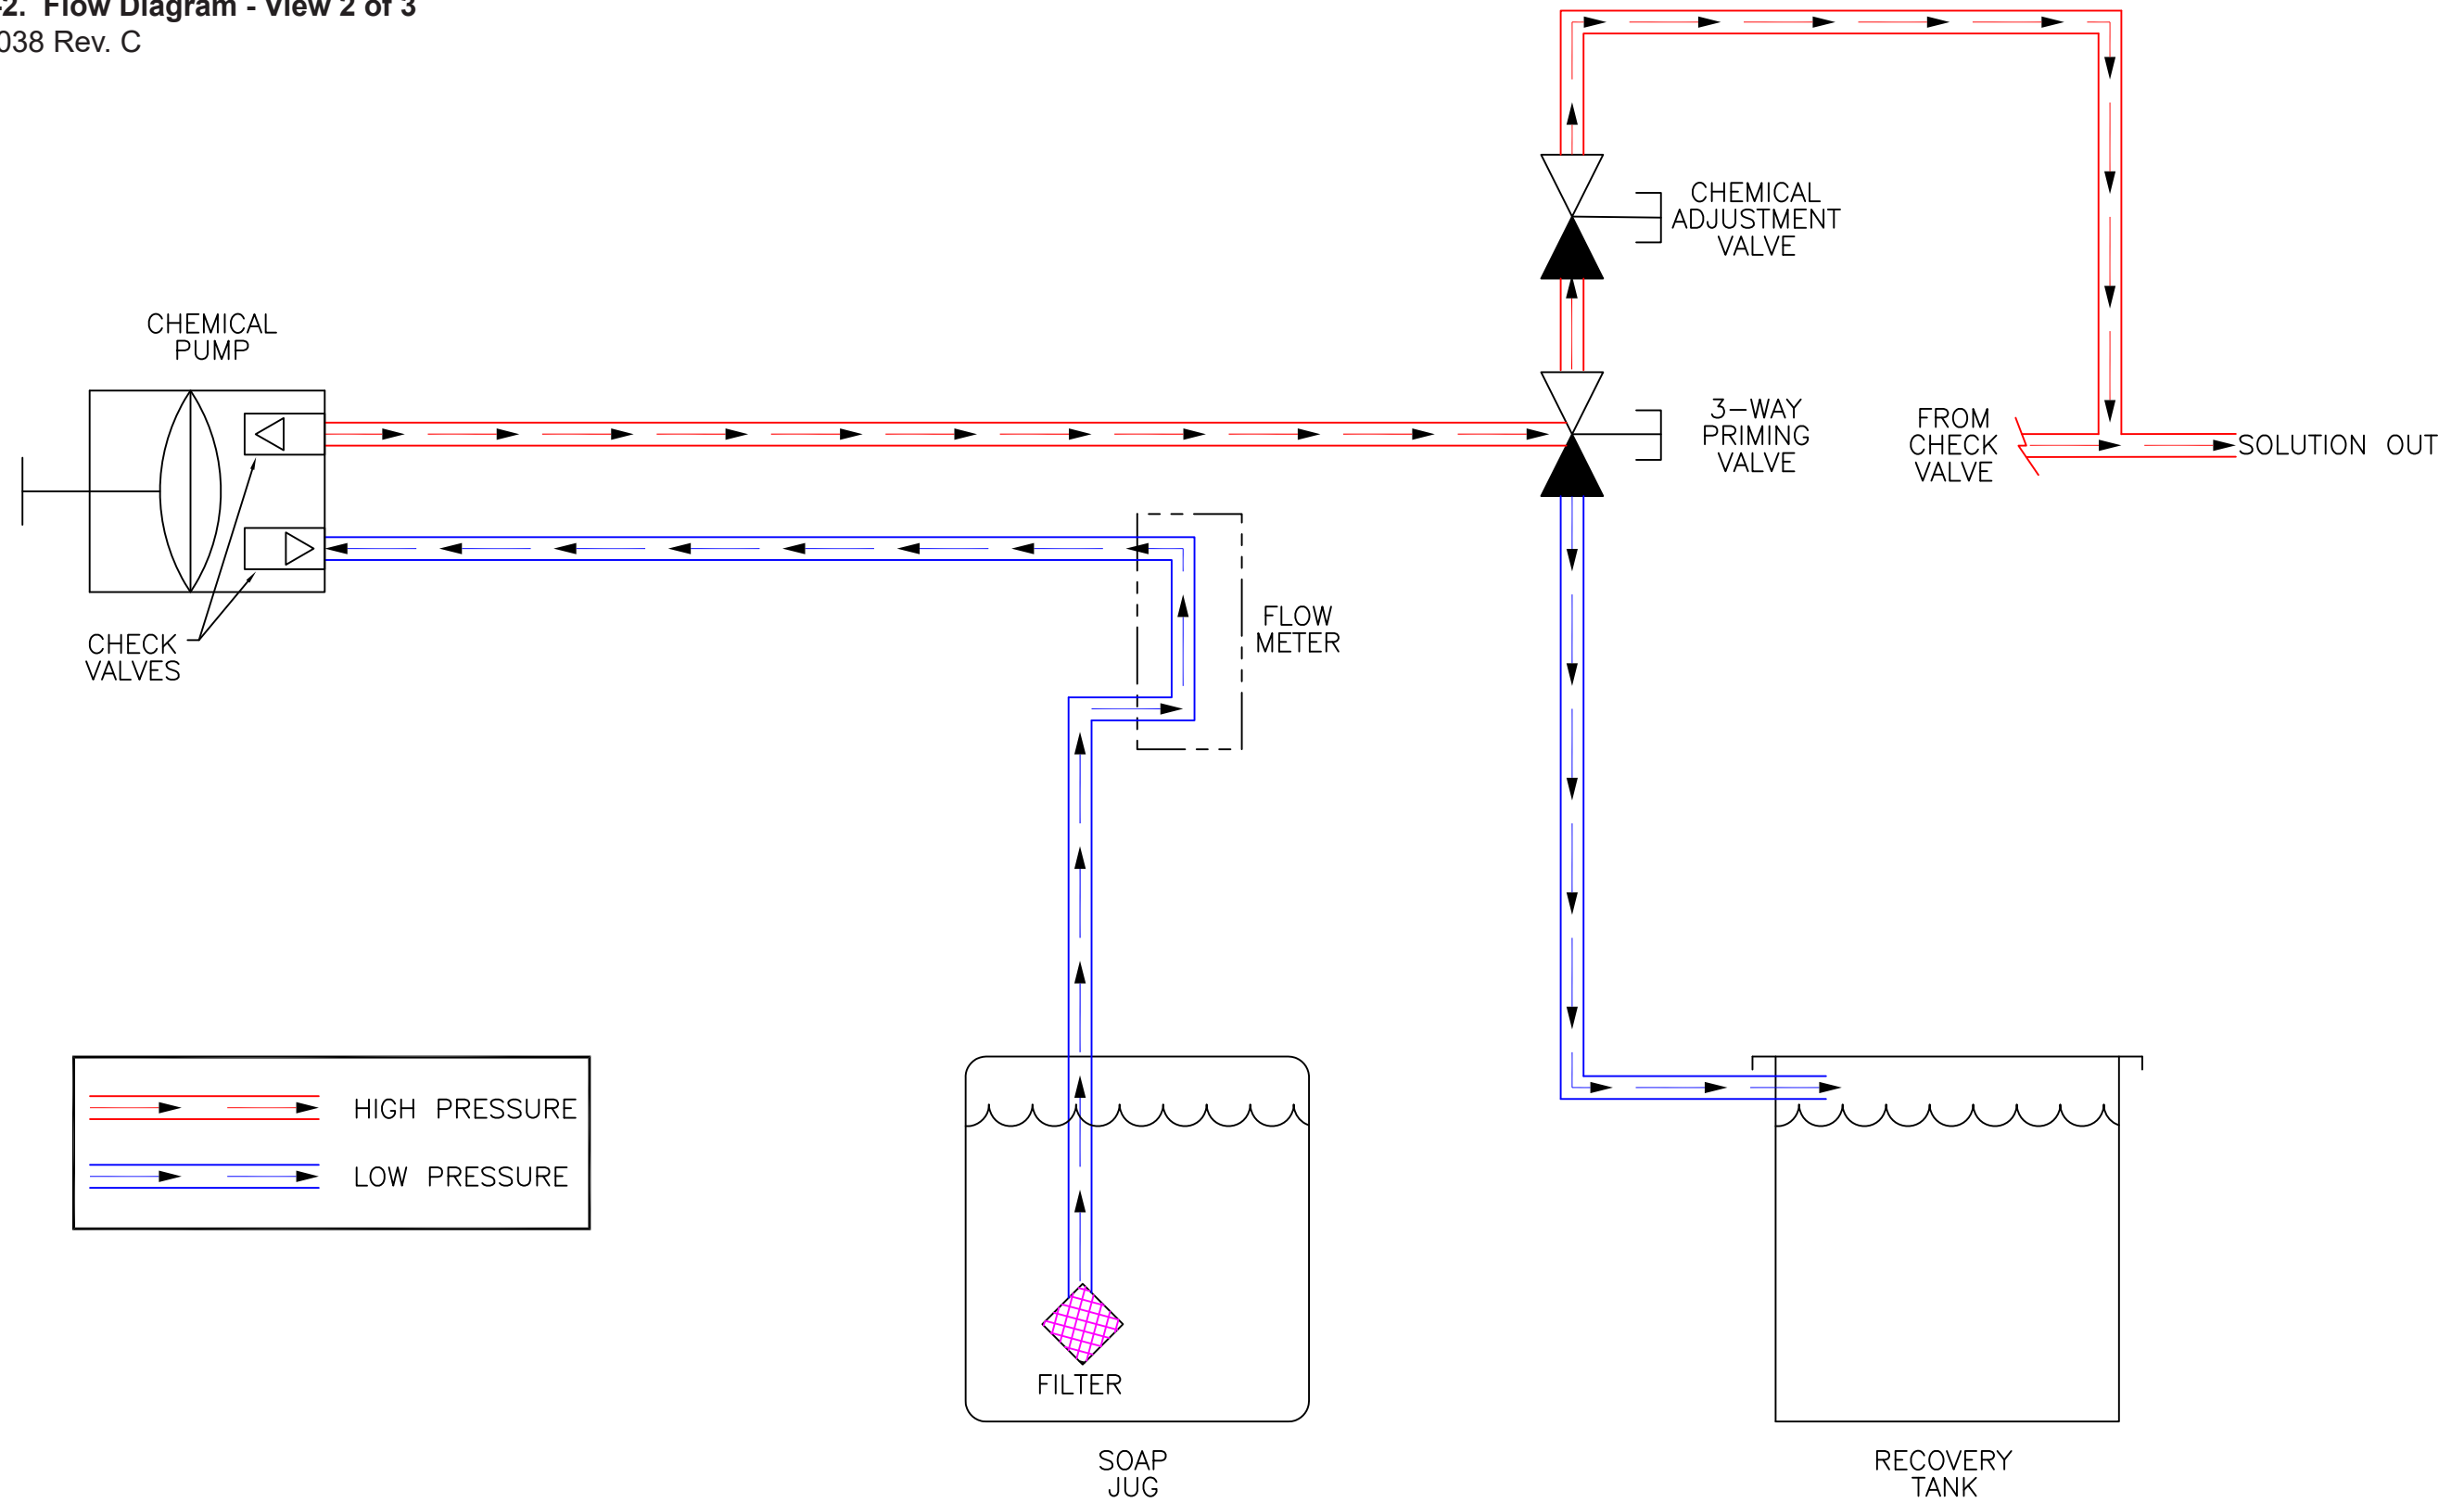 2. Flow Diagram - View 2 of 3
038 Rev. C
CHEMICAL
ADJUSTMENT
VALVE
CHEMICAL
PUMP
3-WAY
PRIMING
VALVE
FROM
CHECK
VALVE
SOLUTION OUT
FLOW
METER
CHECK
VALVES
HIGH PRESSURE
LOW PRESSURE
FILTER
SOAP
JUG
RECOVERY
TANK